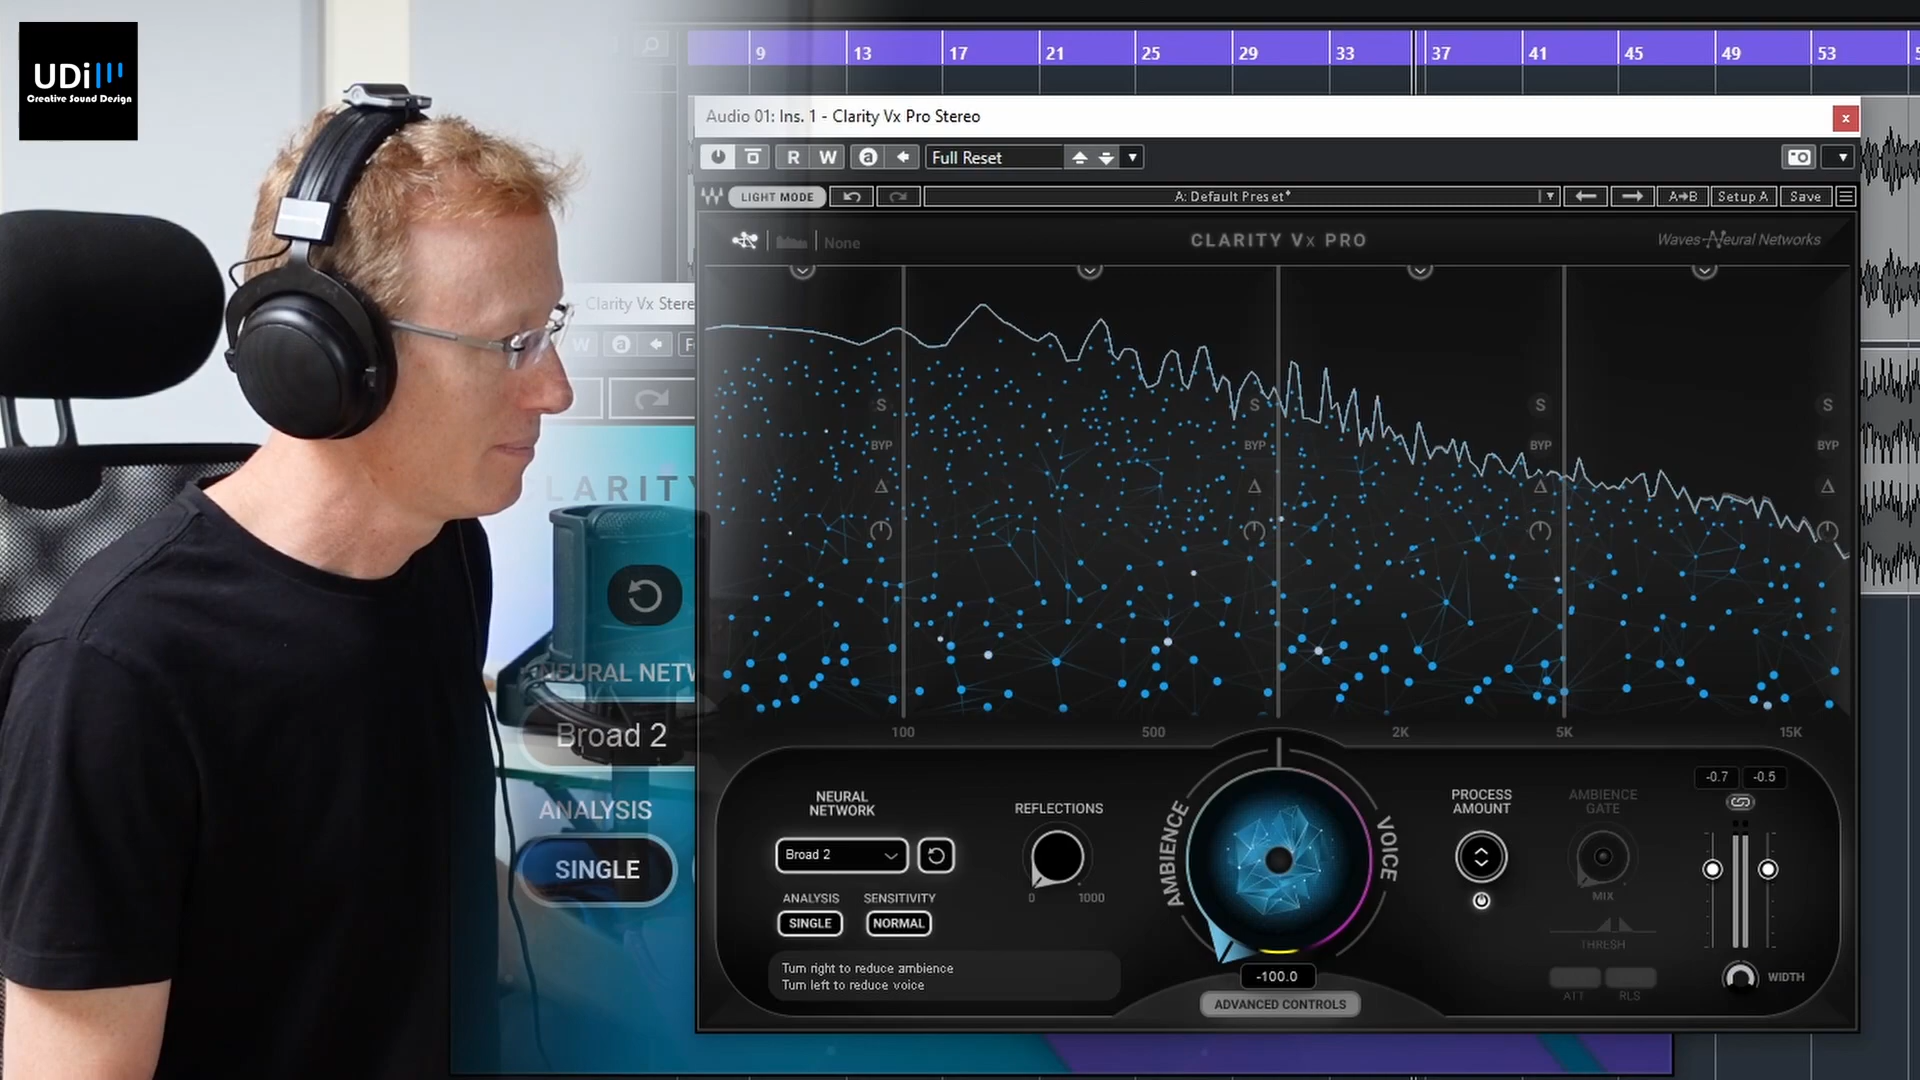 UDi
Creative Sound Design
9 13 17 21 25 29 33 37 41 45 49 53
Audio 01: Ins. 1 - Clarity Vx Pro Stereo
x
R W a Full Reset
LIGHT MODE A: Default Preset* A→B Setup A Save
None CLARITY Vx PRO Waves Neural Networks
Clarity Vx Stere
W a F
S S S S
BYP BYP BYP BYP
CLARITY
NEURAL NETW
Broad 2
ANALYSIS
SINGLE
100 500 2K 5K 15K
NEURAL
NETWORK
Broad 2
ANALYSIS SENSITIVITY
SINGLE NORMAL
Turn right to reduce ambience
Turn left to reduce voice
REFLECTIONS
0 1000
AMBIENCE
VOICE
-100.0
ADVANCED CONTROLS
PROCESS
AMOUNT
AMBIENCE
GATE
MIX
THRESH
ATT RLS
-0.7 -0.5
WIDTH